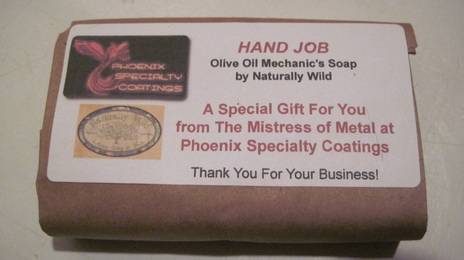 PHOENIX
SPECIALTY
COATINGS
HAND JOB
Olive Oil Mechanic's Soap
by Naturally Wild
A Special Gift For You
from The Mistress of Metal at
Phoenix Specialty Coatings
Thank You For Your Business!